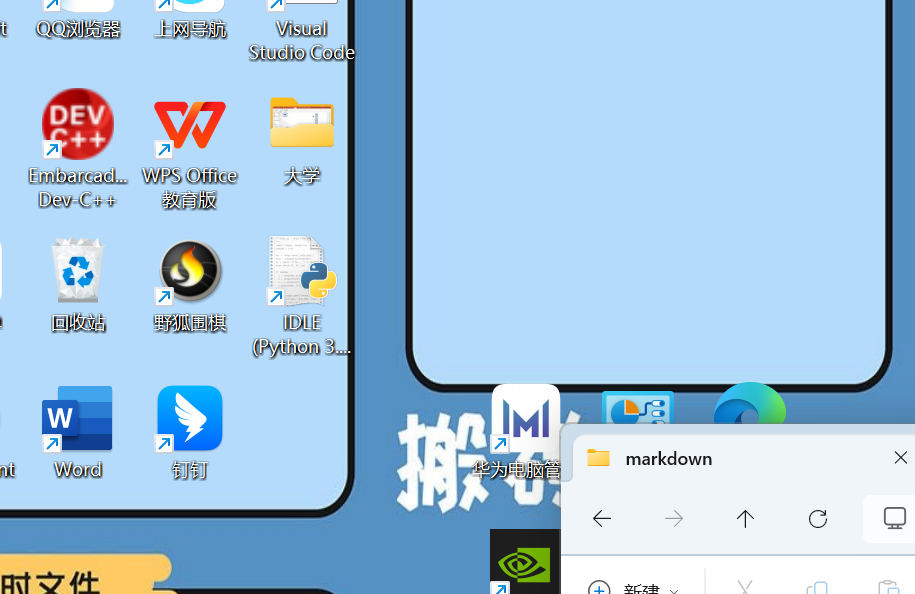 QQ浏览器
上网导航
Visual
Studio Code
DEV
C++
Embarcad...
Dev-C++
WPS Office
教育版
大学
回收站
野狐围棋
IDLE
(Python 3....
W
Word
钉钉
华为电脑管
搬
markdown
新建
时文件